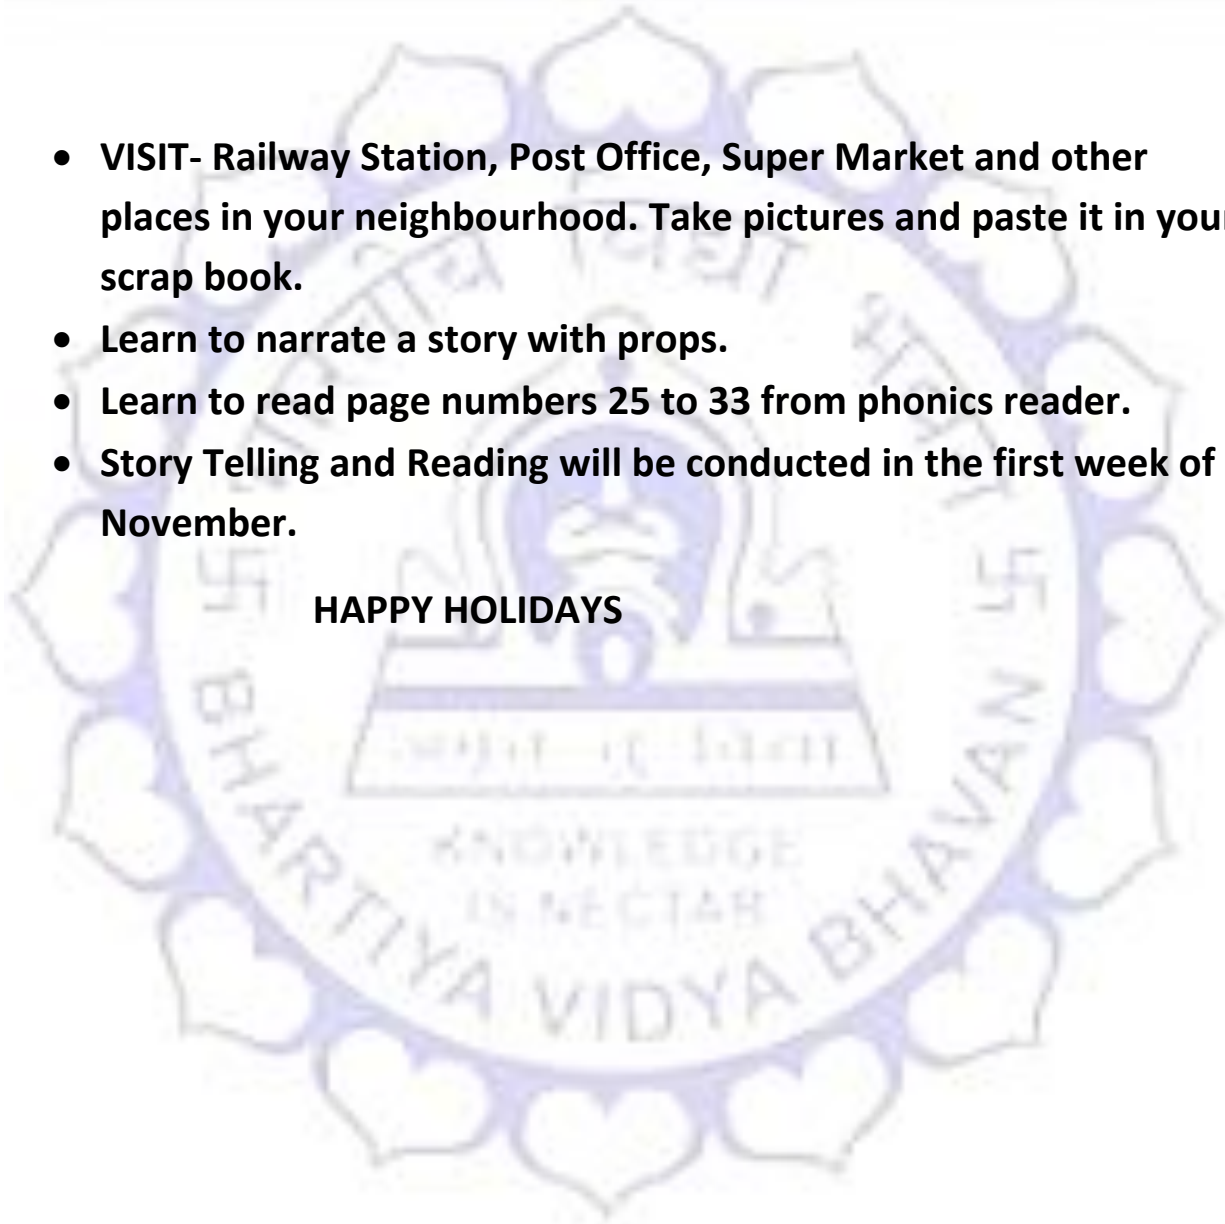 • VISIT- Railway Station, Post Office, Super Market and other
places in your neighbourhood. Take pictures and paste it in your
scrap book.
• Learn to narrate a story with props.
• Learn to read page numbers 25 to 33 from phonics reader.
• Story Telling and Reading will be conducted in the first week of
November.
HAPPY HOLIDAYS
भारतीय विद्या भवन
KNOWLEDGE
IS NECTAR
BHARTIYA VIDYA BHAVAN